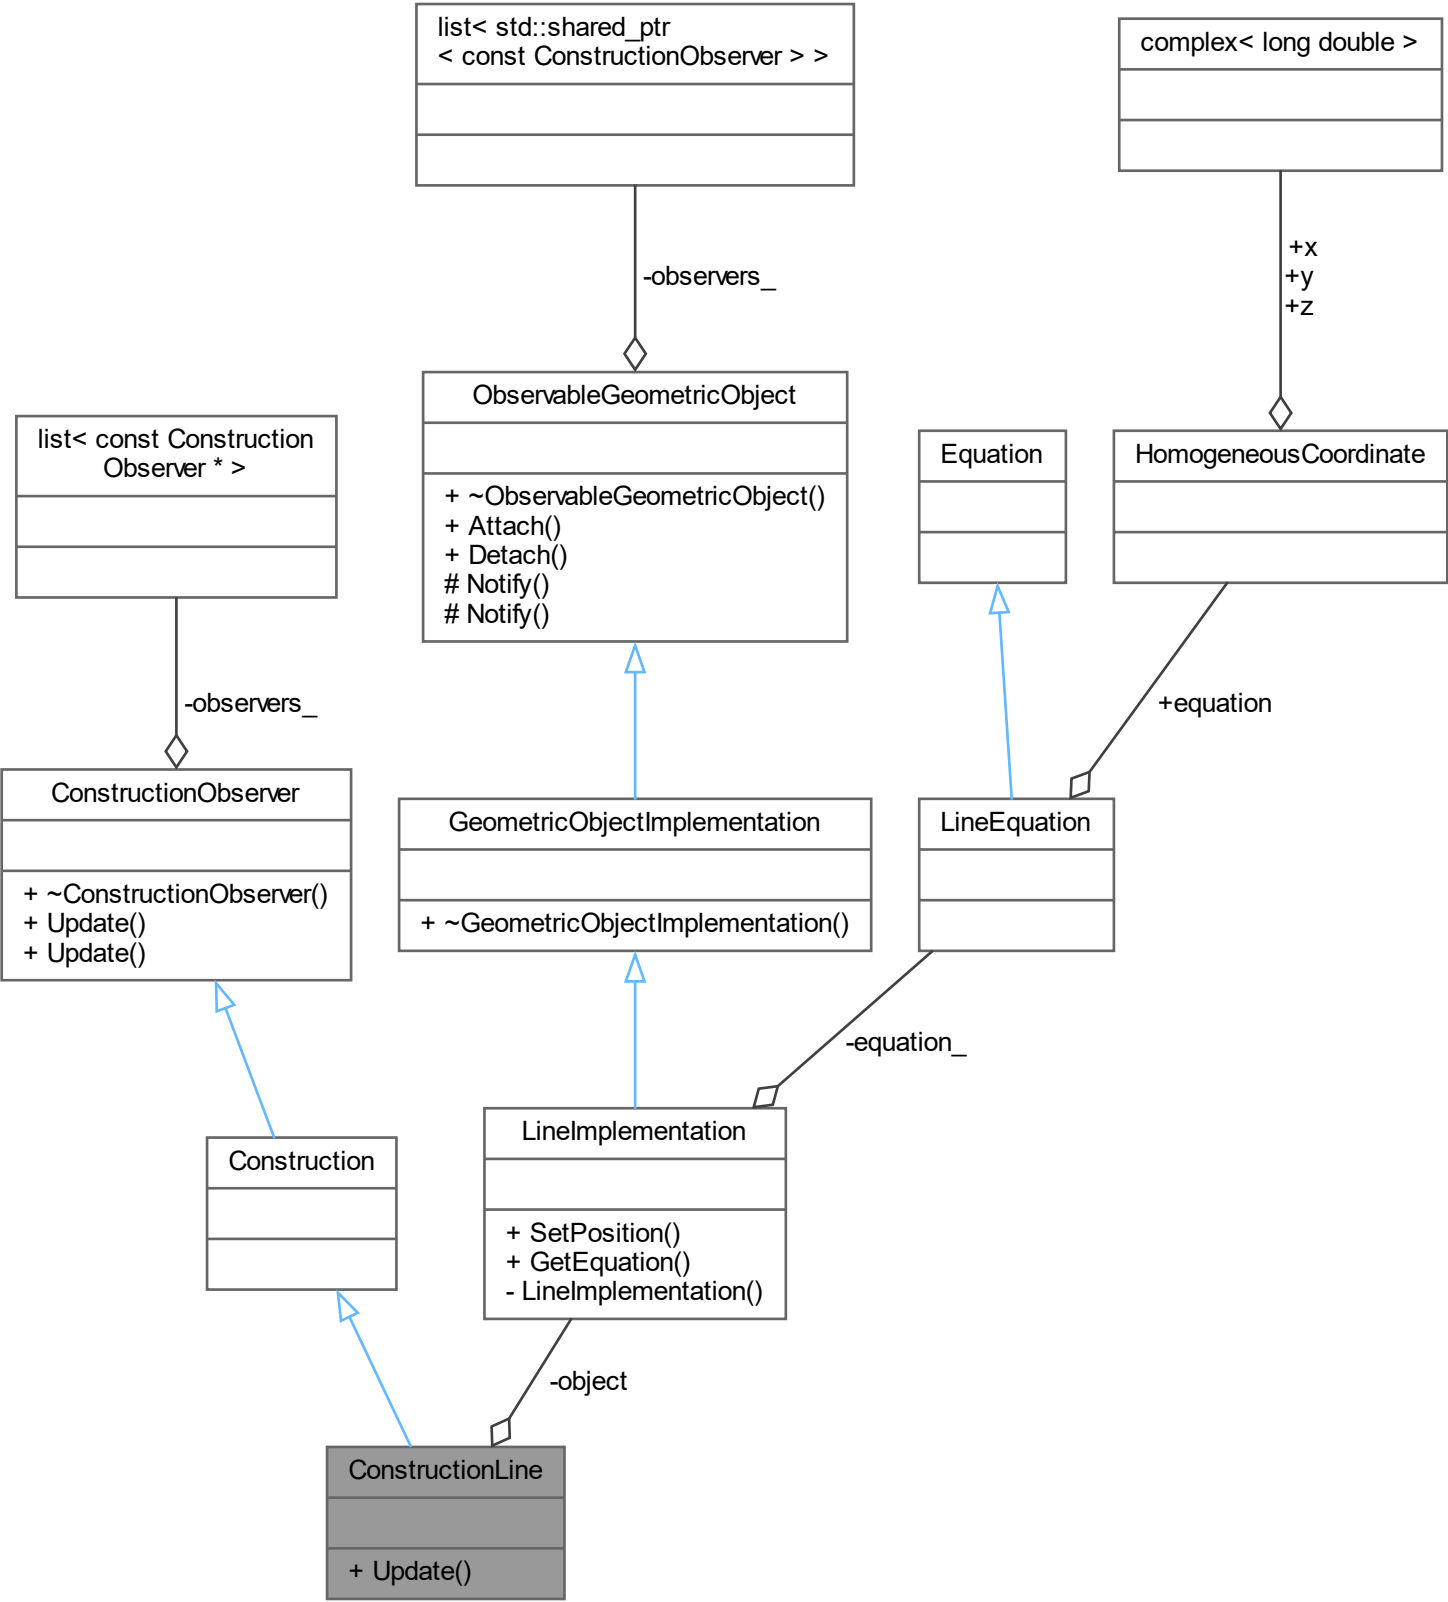 list< std::shared_ptr
< const ConstructionObserver > >
complex< long double >
+x
+y
+z
-observers_
ObservableGeometricObject
+ ~ObservableGeometricObject()
+ Attach()
+ Detach()
# Notify()
# Notify()
list< const Construction
Observer * >
Equation
HomogeneousCoordinate
-observers_
+equation
ConstructionObserver
+ ~ConstructionObserver()
+ Update()
+ Update()
GeometricObjectImplementation
+ ~GeometricObjectImplementation()
LineEquation
-equation_
Construction
LineImplementation
+ SetPosition()
+ GetEquation()
- LineImplementation()
-object
ConstructionLine
+ Update()